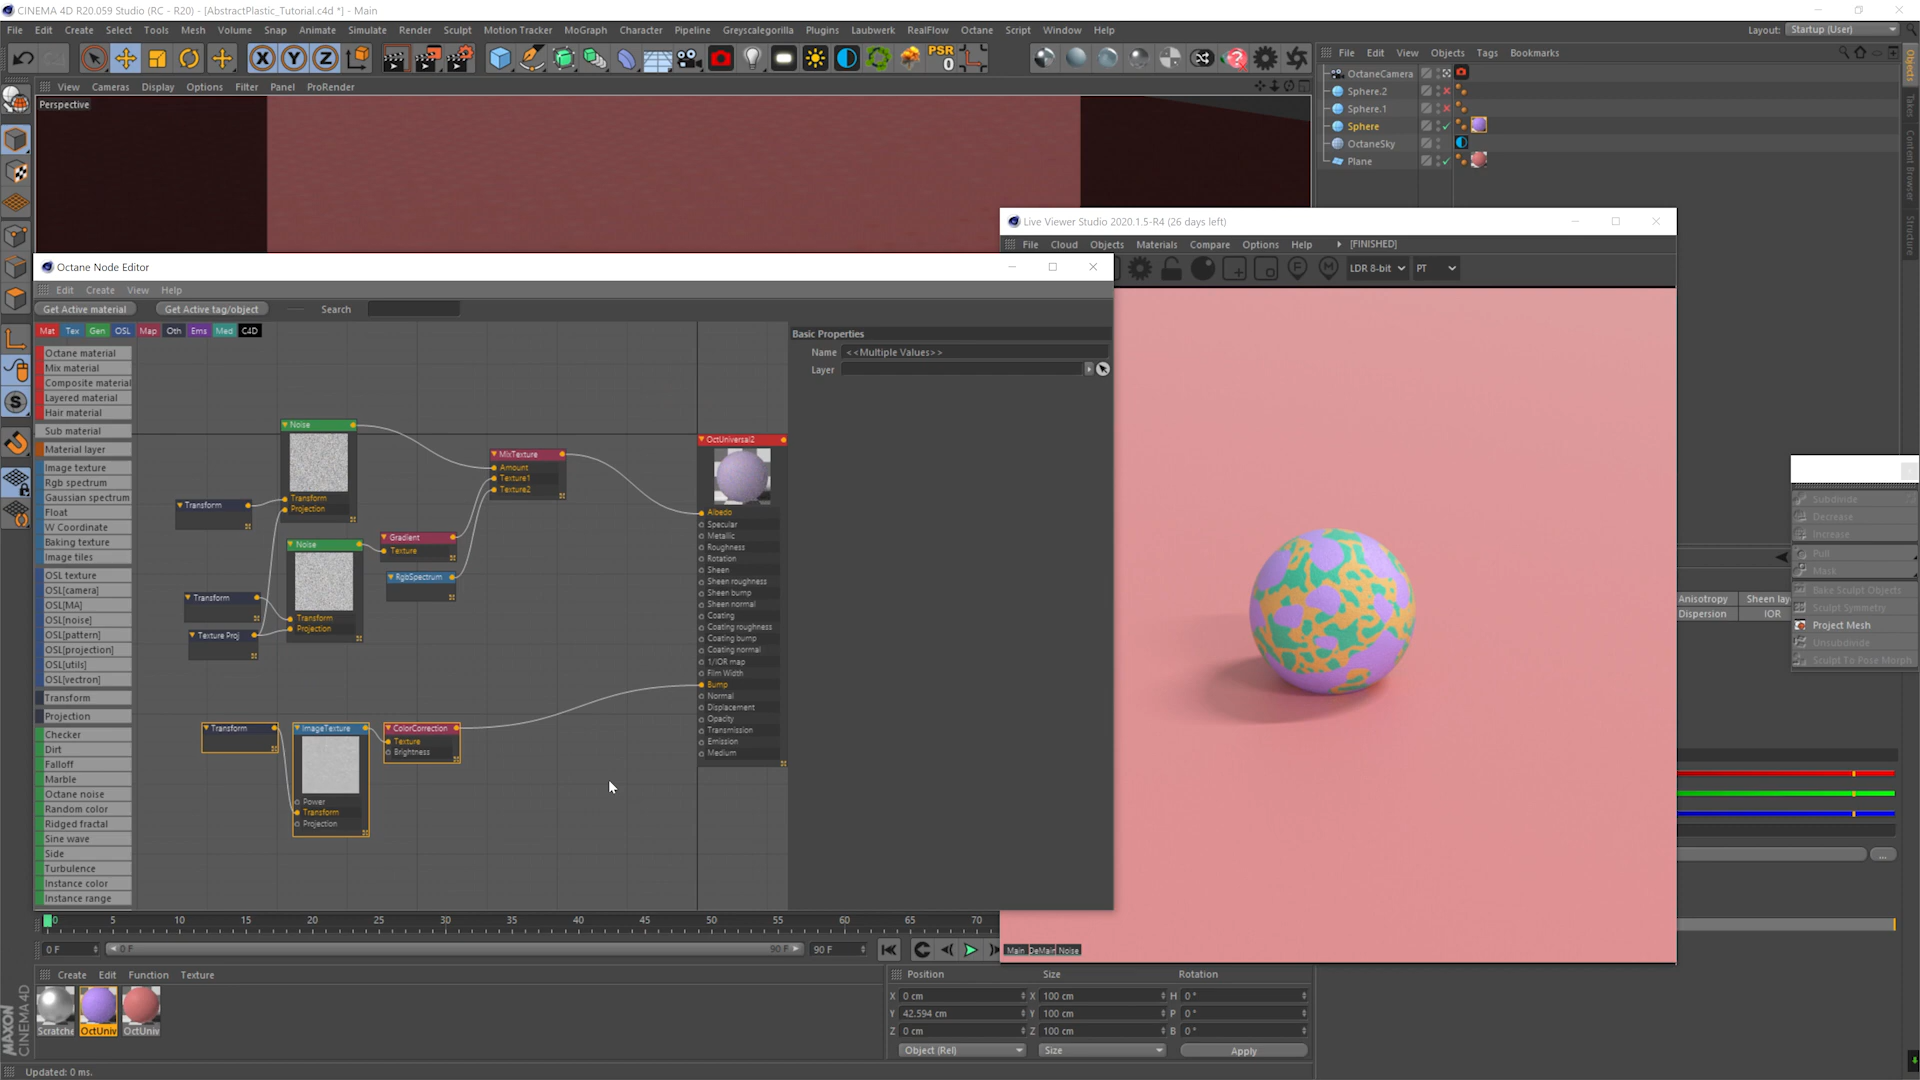 CINEMA 4D R20.059 Studio (RC - R20) - [AbstractPlastic_Tutorial.c4d *] - Main
File Edit Create Select Tools Mesh Volume Snap Animate Simulate Render Sculpt Motion Tracker MoGraph Character Pipeline Greyscalegorilla Plugins Laubwerk RealFlow Octane Script Window Help
Layout: Startup (User)
PSR
0
File Edit View Objects Tags Bookmarks
OctaneCamera
Sphere.2
Sphere.1
Sphere
OctaneSky
Plane
Objects
Takes
Content Browser
Structure
View Cameras Display Options Filter Panel ProRender
Perspective
Live Viewer Studio 2020.1.5-R4 (26 days left)
File Cloud Objects Materials Compare Options Help [FINISHED]
LDR 8-bit PT
Octane Node Editor
Edit Create View Help
Get Active material Get Active tag/object Search
Mat Tex Gen OSL Map Oth Ems Med C4D
Octane material
Mix material
Composite material
Layered material
Hair material
Sub material
Material layer
Image texture
Rgb spectrum
Gaussian spectrum
Float
W Coordinate
Baking texture
Image tiles
OSL texture
OSL[camera]
OSL[MA]
OSL[noise]
OSL[pattern]
OSL[projection]
OSL[utils]
OSL[vectron]
Transform
Projection
Checker
Dirt
Falloff
Marble
Octane noise
Random color
Ridged fractal
Sine wave
Side
Turbulence
Instance color
Instance range
Noise
Transform
Projection
Transform
Noise
Transform
Projection
Transform
Texture Proj
Gradient
Texture
RgbSpectrum
MixTexture
Amount
Texture1
Texture2
Transform
ImageTexture
Power
Transform
Projection
ColorCorrection
Texture
Brightness
OctUniversal2
Albedo
Specular
Metallic
Roughness
Rotation
Sheen
Sheen roughness
Sheen bump
Sheen normal
Coating
Coating roughness
Coating bump
Coating normal
1/IOR map
Film Width
Bump
Normal
Displacement
Opacity
Transmission
Emission
Medium
Basic Properties
Name <<Multiple Values>>
Layer
Subdivide
Decrease
Increase
Pull
Mask
Bake Sculpt Objects
Sculpt Symmetry
Project Mesh
Unsubdivide
Sculpt To Pose Morph
Anisotropy Sheen lay
Dispersion IOR
...
Main DeMain Noise
0 5 10 15 20 25 30 35 40 45 50 55 60 65 70
0 F 0 F 90 F 90 F
Create Edit Function Texture
Scratche OctUniv OctUniv
Position Size Rotation
X 0 cm X 100 cm H 0 °
Y 42.594 cm Y 100 cm P 0 °
Z 0 cm Z 100 cm B 0 °
Object (Rel) Size Apply
MAXON
CINEMA 4D
Updated: 0 ms.